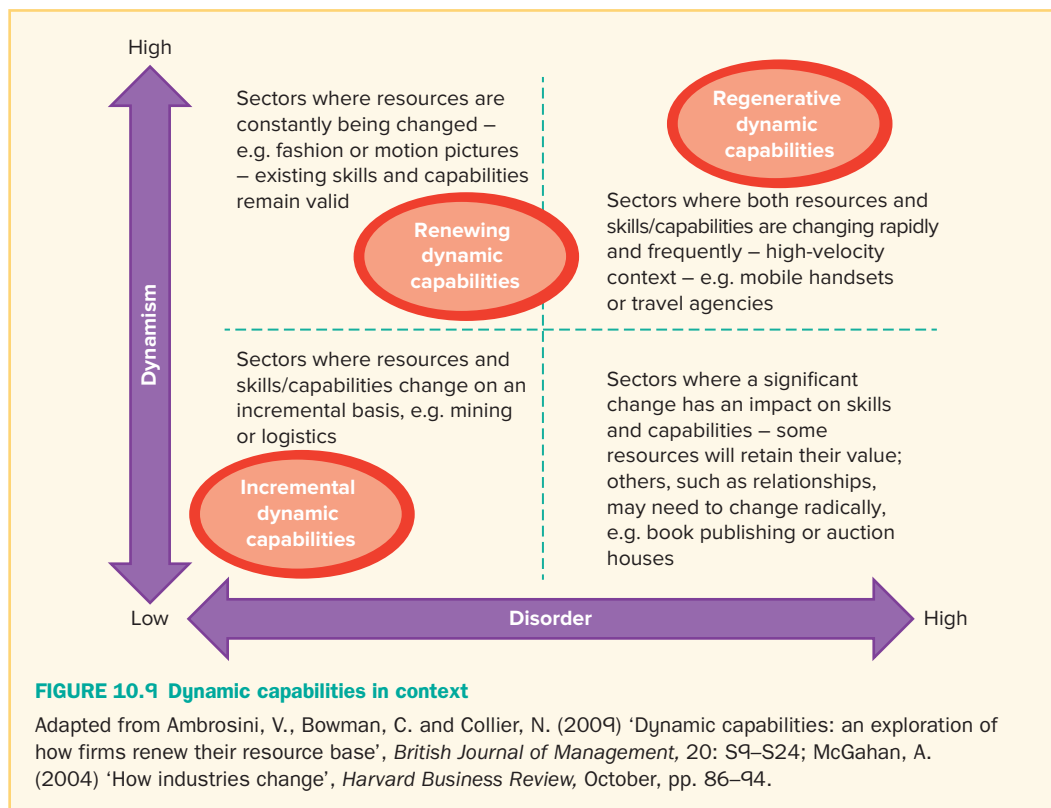 High
Sectors where resources are
constantly being changed –
e.g. fashion or motion pictures
– existing skills and capabilities
remain valid
Regenerative
dynamic
capabilities
Renewing
dynamic
capabilities
Sectors where both resources and
skills/capabilities are changing rapidly
and frequently – high-velocity
context – e.g. mobile handsets
or travel agencies
Dynamism
Sectors where resources and
skills/capabilities change on an
incremental basis, e.g. mining
or logistics
Incremental
dynamic
capabilities
Sectors where a significant
change has an impact on skills
and capabilities – some
resources will retain their value;
others, such as relationships,
may need to change radically,
e.g. book publishing or auction
houses
Low
Disorder
High
FIGURE 10.9 Dynamic capabilities in context
Adapted from Ambrosini, V., Bowman, C. and Collier, N. (2009) ‘Dynamic capabilities: an exploration of
how firms renew their resource base’, British Journal of Management, 20: S9–S24; McGahan, A.
(2004) ‘How industries change’, Harvard Business Review, October, pp. 86–94.